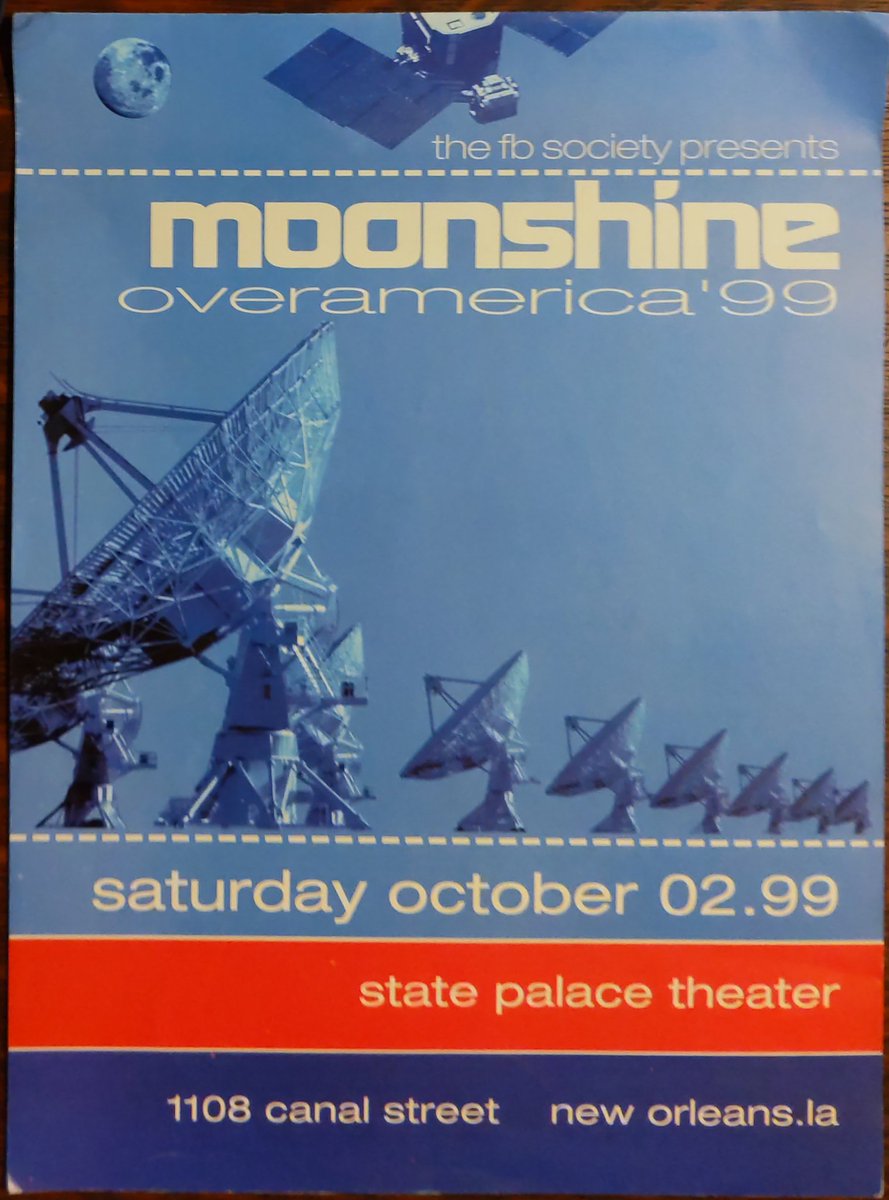 the fb society presents
moonshine
overamerica'99
saturday october 02.99
state palace theater
1108 canal street new orleans.la